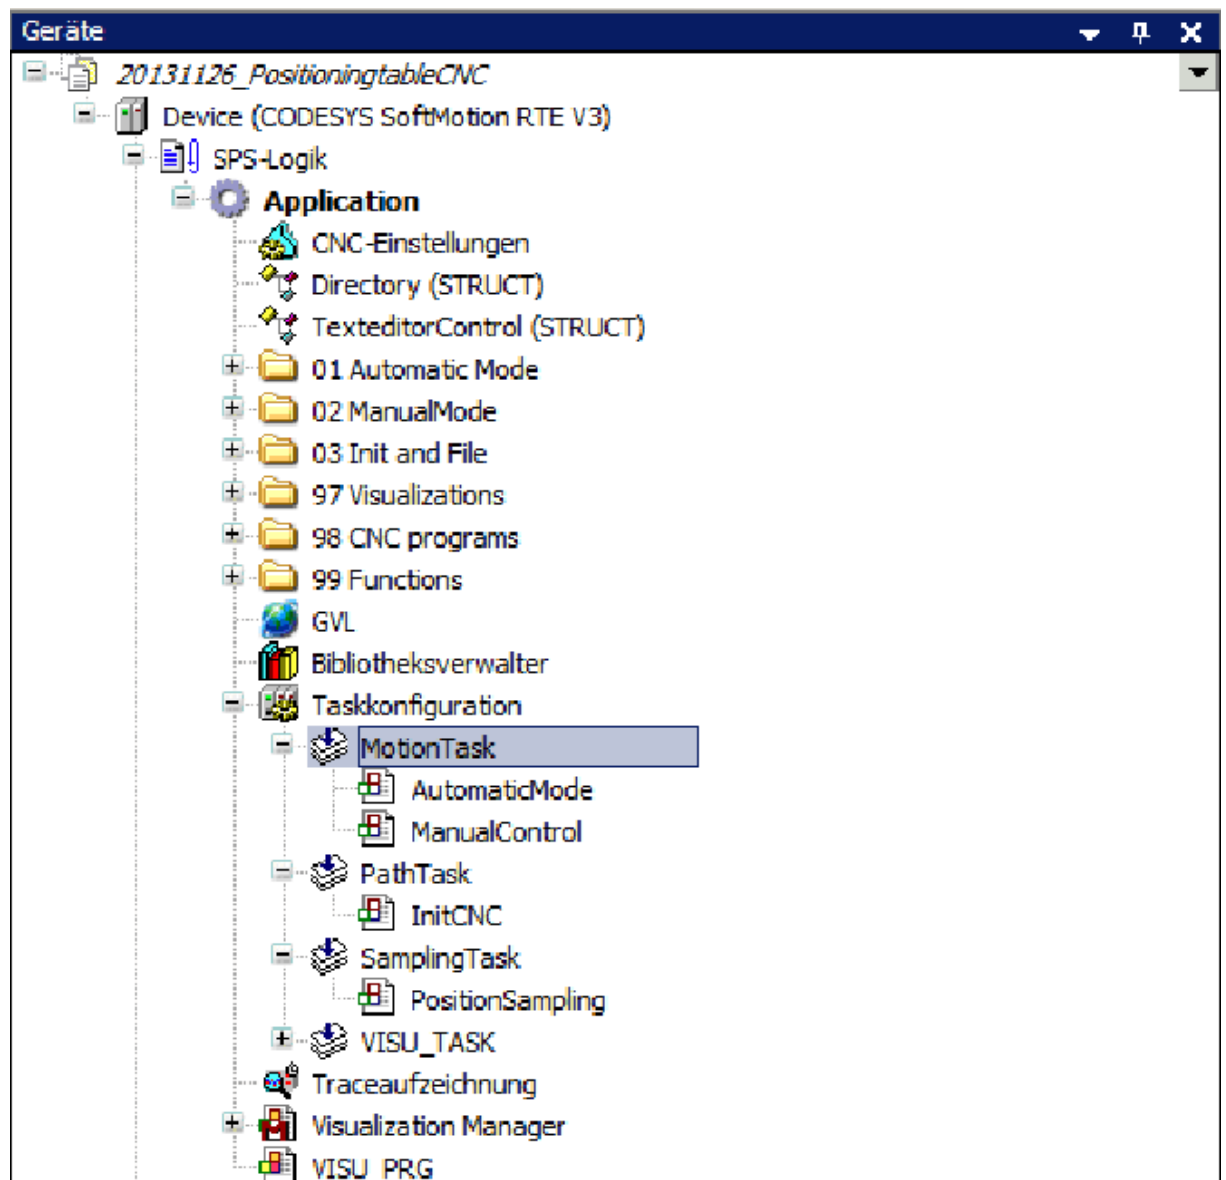 Geräte
20131126_PositioningtableCNC
Device (CODESYS SoftMotion RTE V3)
SPS-Logik
Application
CNC-Einstellungen
Directory (STRUCT)
TexteditorControl (STRUCT)
01 Automatic Mode
02 ManualMode
03 Init and File
97 Visualizations
98 CNC programs
99 Functions
GVL
Bibliotheksverwalter
Taskkonfiguration
MotionTask
AutomaticMode
ManualControl
PathTask
InitCNC
SamplingTask
PositionSampling
VISU_TASK
Traceaufzeichnung
Visualization Manager
VISU_PRG